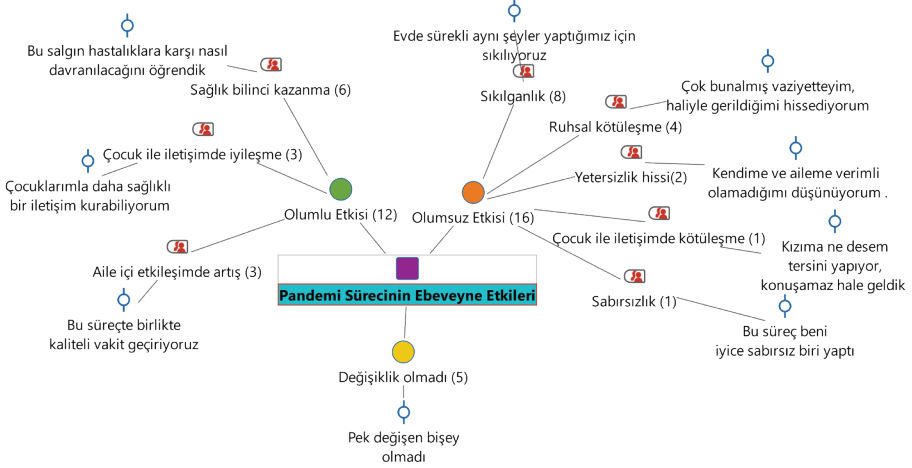 Evde sürekli aynı şeyler yaptığımız için
sıkılıyoruz
Bu salgın hastalıklara karşı nasıl
davranılacağını öğrendik
Sağlık bilinci kazanma (6)
Sıkılganlık (8)
Çok bunalmış vaziyetteyim,
haliyle gerildiğimi hissediyorum
Ruhsal kötüleşme (4)
Çocuk ile iletişimde iyileşme (3)
Yetersizlik hissi(2)
Kendime ve aileme verimli
olamadığımı düşünüyorum .
Çocuklarımla daha sağlıklı
bir iletişim kurabiliyorum
Olumlu Etkisi (12)
Olumsuz Etkisi (16)
Çocuk ile iletişimde kötüleşme (1)
Kızıma ne desem
tersini yapıyor,
konuşamaz hale geldik
Aile içi etkileşimde artış (3)
Pandemi Sürecinin Ebeveyne Etkileri
Sabırsızlık (1)
Bu süreçte birlikte
kaliteli vakit geçiriyoruz
Bu süreç beni
iyice sabırsız biri yaptı
Değişiklik olmadı (5)
Pek değişen bişey
olmadı